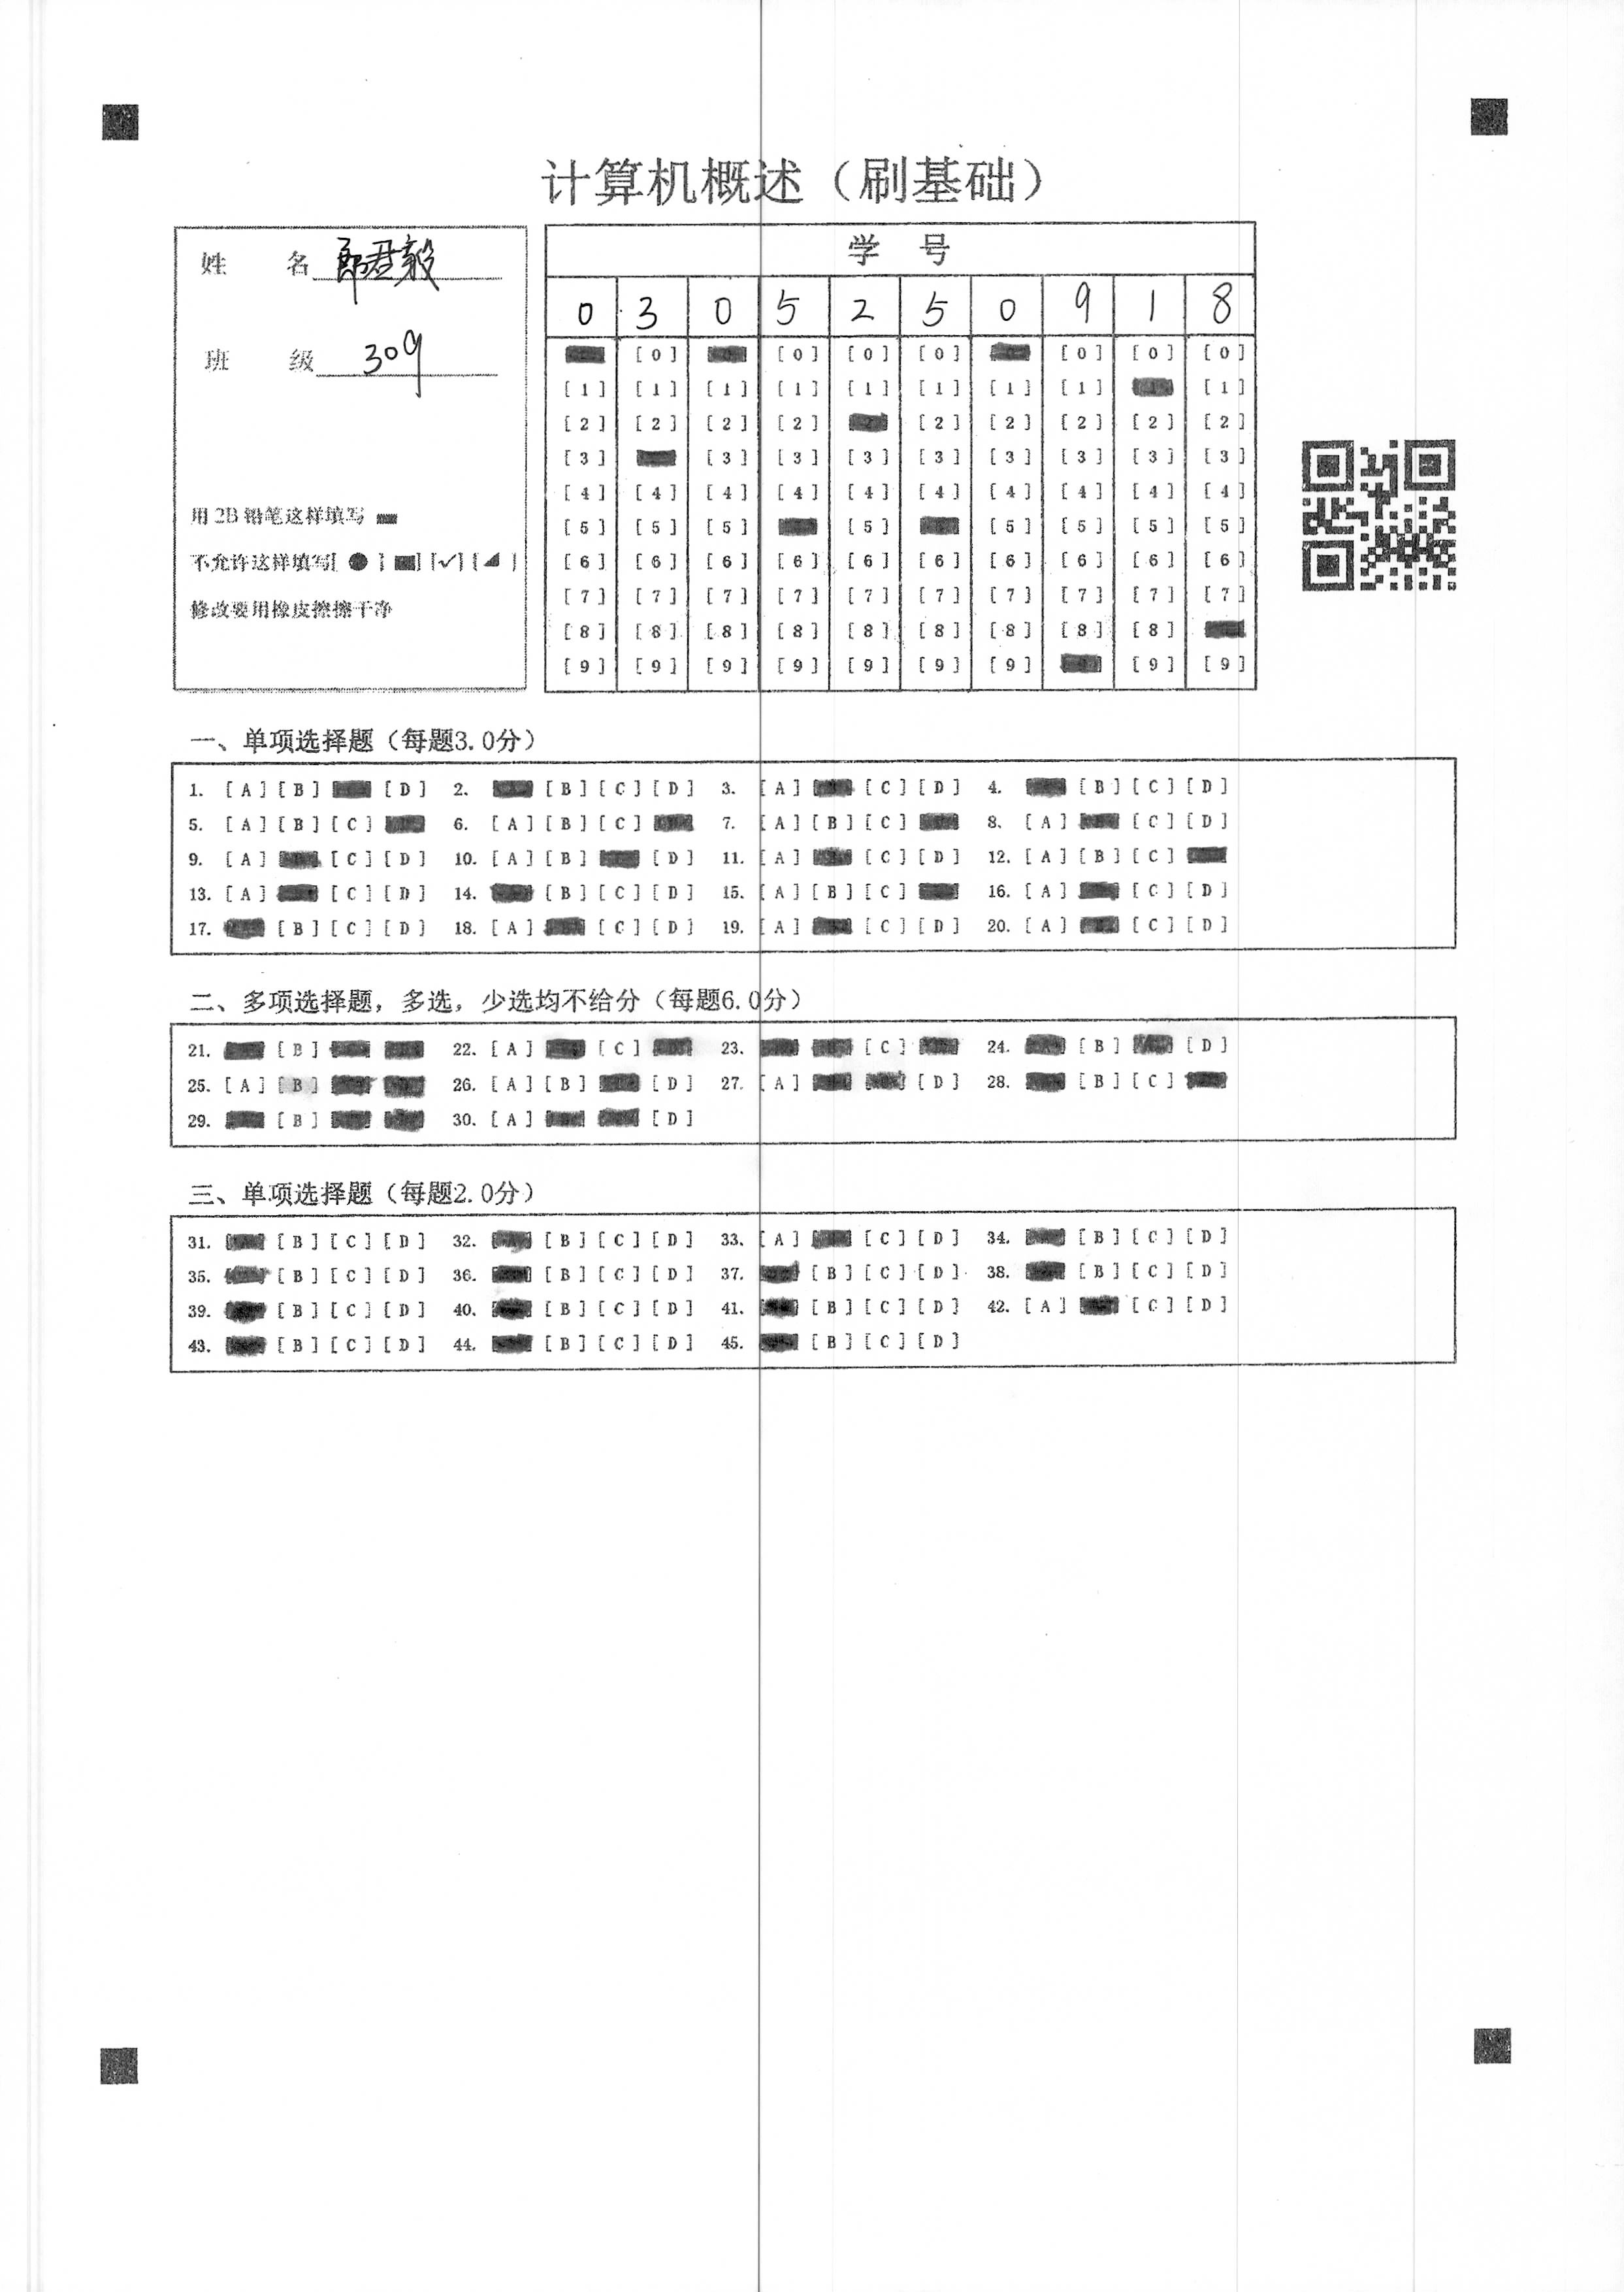 计算机概述（刷基础）
姓 名 郎君毅
班 级 309
用 2B 铅笔这样填写
不允许这样填写[ ● ] [■] [✓] [◢ ]
修改要用橡皮擦擦干净
学 号
0 3 0 5 2 5 0 9 1 8
[0] [0] [0] [0] [0] [0]
[1] [1] [1] [1] [1] [1] [1] [1] [1]
[2] [2] [2] [2] [2] [2] [2] [2] [2]
[3] [3] [3] [3] [3] [3] [3] [3] [3]
[4] [4] [4] [4] [4] [4] [4] [4] [4] [4]
[5] [5] [5] [5] [5] [5] [5] [5]
[6] [6] [6] [6] [6] [6] [6] [6] [6] [6]
[7] [7] [7] [7] [7] [7] [7] [7] [7] [7]
[8] [8] [8] [8] [8] [8] [8] [8] [8]
[9] [9] [9] [9] [9] [9] [9] [9] [9]
一、单项选择题（每题3.0分）
1. [A] [B] [D] 2. [B] [C] [D] 3. [A] [C] [D] 4. [B] [C] [D]
5. [A] [B] [C] 6. [A] [B] [C] 7. [A] [B] [C] 8. [A] [C] [D]
9. [A] [C] [D] 10. [A] [B] [D] 11. [A] [C] [D] 12. [A] [B] [C]
13. [A] [C] [D] 14. [B] [C] [D] 15. [A] [B] [C] 16. [A] [C] [D]
17. [B] [C] [D] 18. [A] [C] [D] 19. [A] [C] [D] 20. [A] [C] [D]
二、多项选择题，多选，少选均不给分（每题6.0分）
21. [B] 22. [A] [C] 23. [C] 24. [B] [D]
25. [A] [B] 26. [A] [B] [D] 27. [A] [D] 28. [B] [C]
29. [B] 30. [A] [D]
三、单项选择题（每题2.0分）
31. [B] [C] [D] 32. [B] [C] [D] 33. [A] [C] [D] 34. [B] [C] [D]
35. [B] [C] [D] 36. [B] [C] [D] 37. [B] [C] [D] 38. [B] [C] [D]
39. [B] [C] [D] 40. [B] [C] [D] 41. [B] [C] [D] 42. [A] [C] [D]
43. [B] [C] [D] 44. [B] [C] [D] 45. [B] [C] [D]